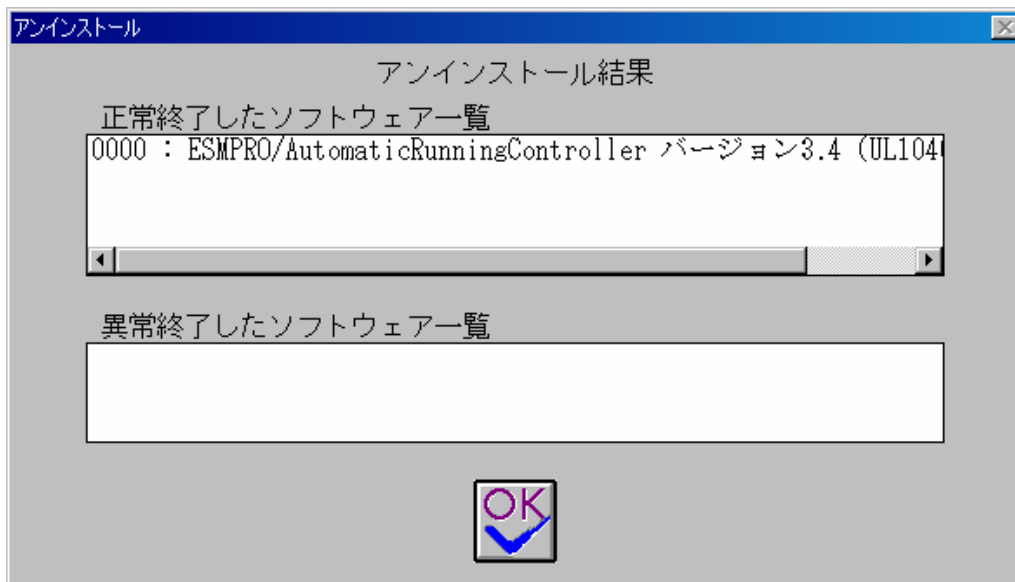 アンインストール
アンインストール結果
正常終了したソフトウェア一覧
0000 : ESMPRO/AutomaticRunningController バージョン3.4 (UL104
異常終了したソフトウェア一覧
OK